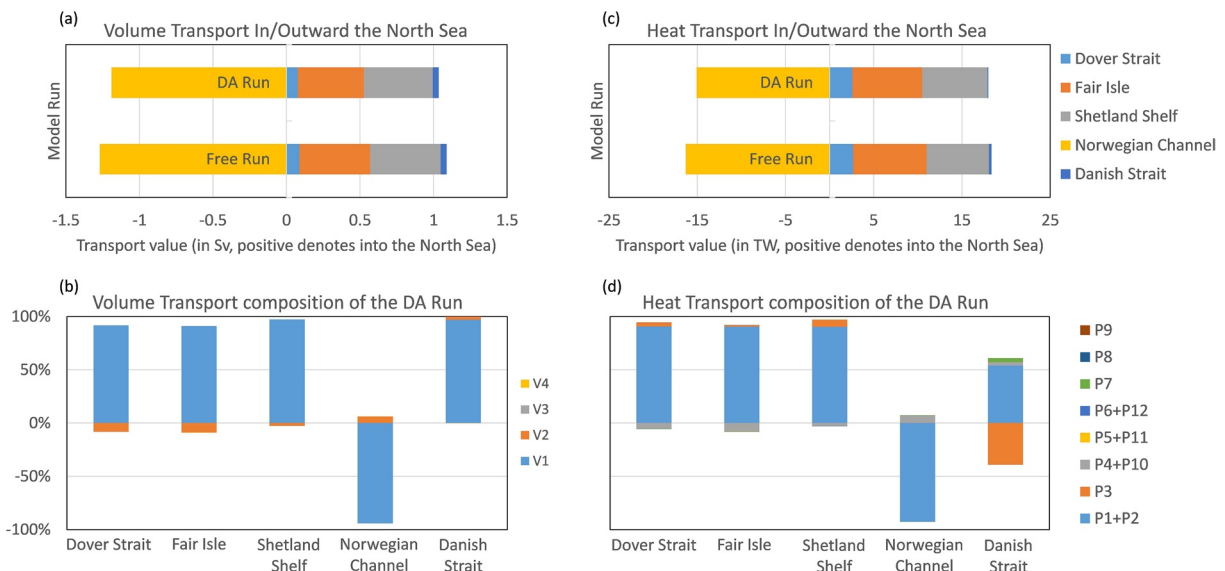 (a)
Volume Transport In/Outward the North Sea
Model Run
DA Run
Free Run
-1.5 -1 -0.5 0 0.5 1 1.5
Transport value (in Sv, positive denotes into the North Sea)
(c)
Heat Transport In/Outward the North Sea
Model Run
DA Run
Free Run
-25 -15 -5 5 15 25
Transport value (in TW, positive denotes into the North Sea)
Dover Strait
Fair Isle
Shetland Shelf
Norwegian Channel
Danish Strait
(b)
Volume Transport composition of the DA Run
100%
50%
0%
-50%
-100%
Dover Strait Fair Isle Shetland Norwegian Danish
Shelf Channel Strait
V4
V3
V2
V1
(d)
Heat Transport composition of the DA Run
Dover Strait Fair Isle Shetland Norwegian Danish
Shelf Channel Strait
P9
P8
P7
P6+P12
P5+P11
P4+P10
P3
P1+P2